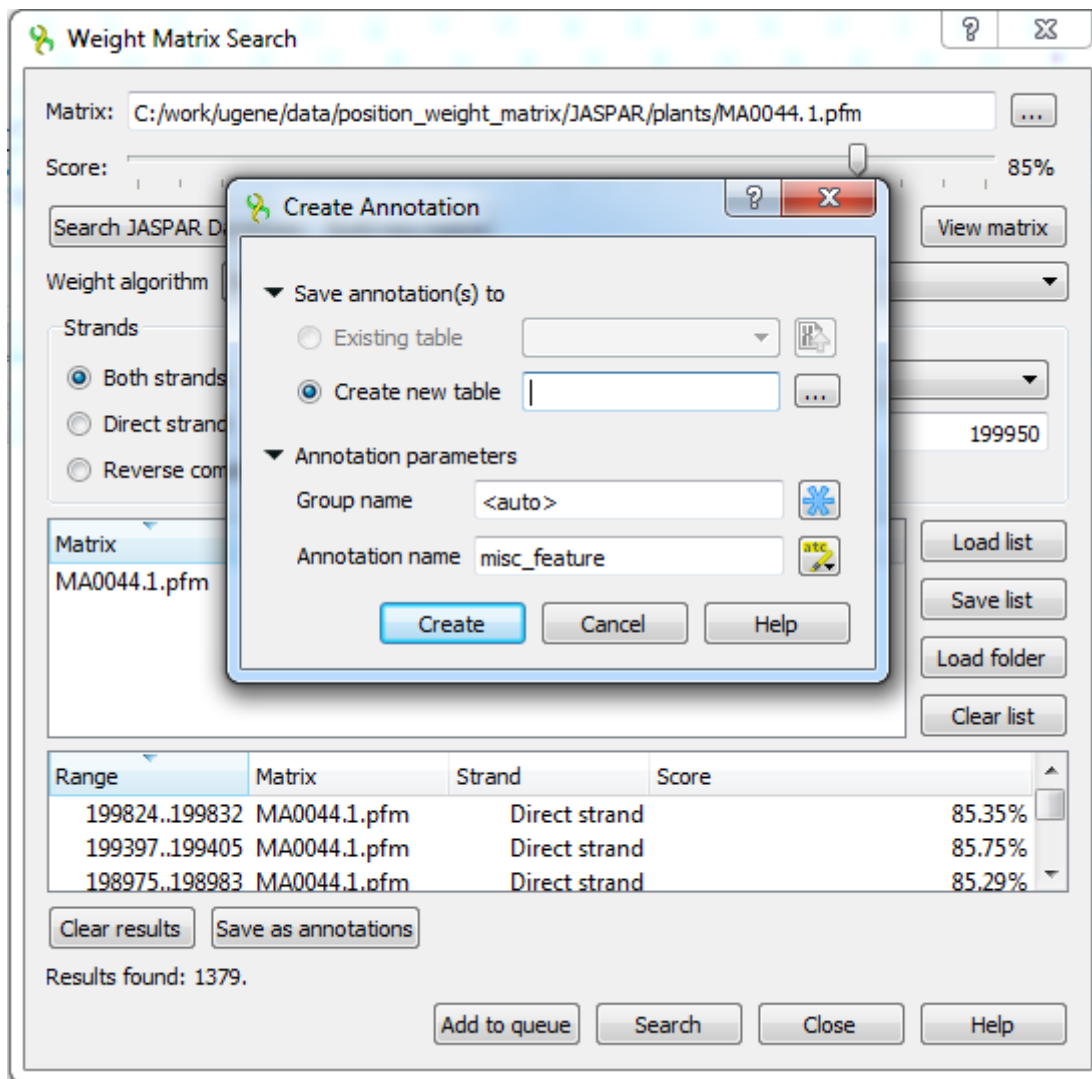 Weight Matrix Search
Matrix: C:/work/ugene/data/position_weight_matrix/JASPAR/plants/MA0044.1.pfm ...
Score: 85%
Search JASPAR Da
View matrix
Weight algorithm
Strands
Both strands
Direct strand
199950
Reverse com
Create Annotation
Save annotation(s) to
Existing table
Create new table ...
Annotation parameters
Group name <auto>
Annotation name misc_feature
Create Cancel Help
Matrix
MA0044.1.pfm
Load list
Save list
Load folder
Clear list
Range Matrix Strand Score
199824..199832 MA0044.1.pfm Direct strand 85.35%
199397..199405 MA0044.1.pfm Direct strand 85.75%
198975..198983 MA0044.1.pfm Direct strand 85.29%
Clear results Save as annotations
Results found: 1379.
Add to queue Search Close Help